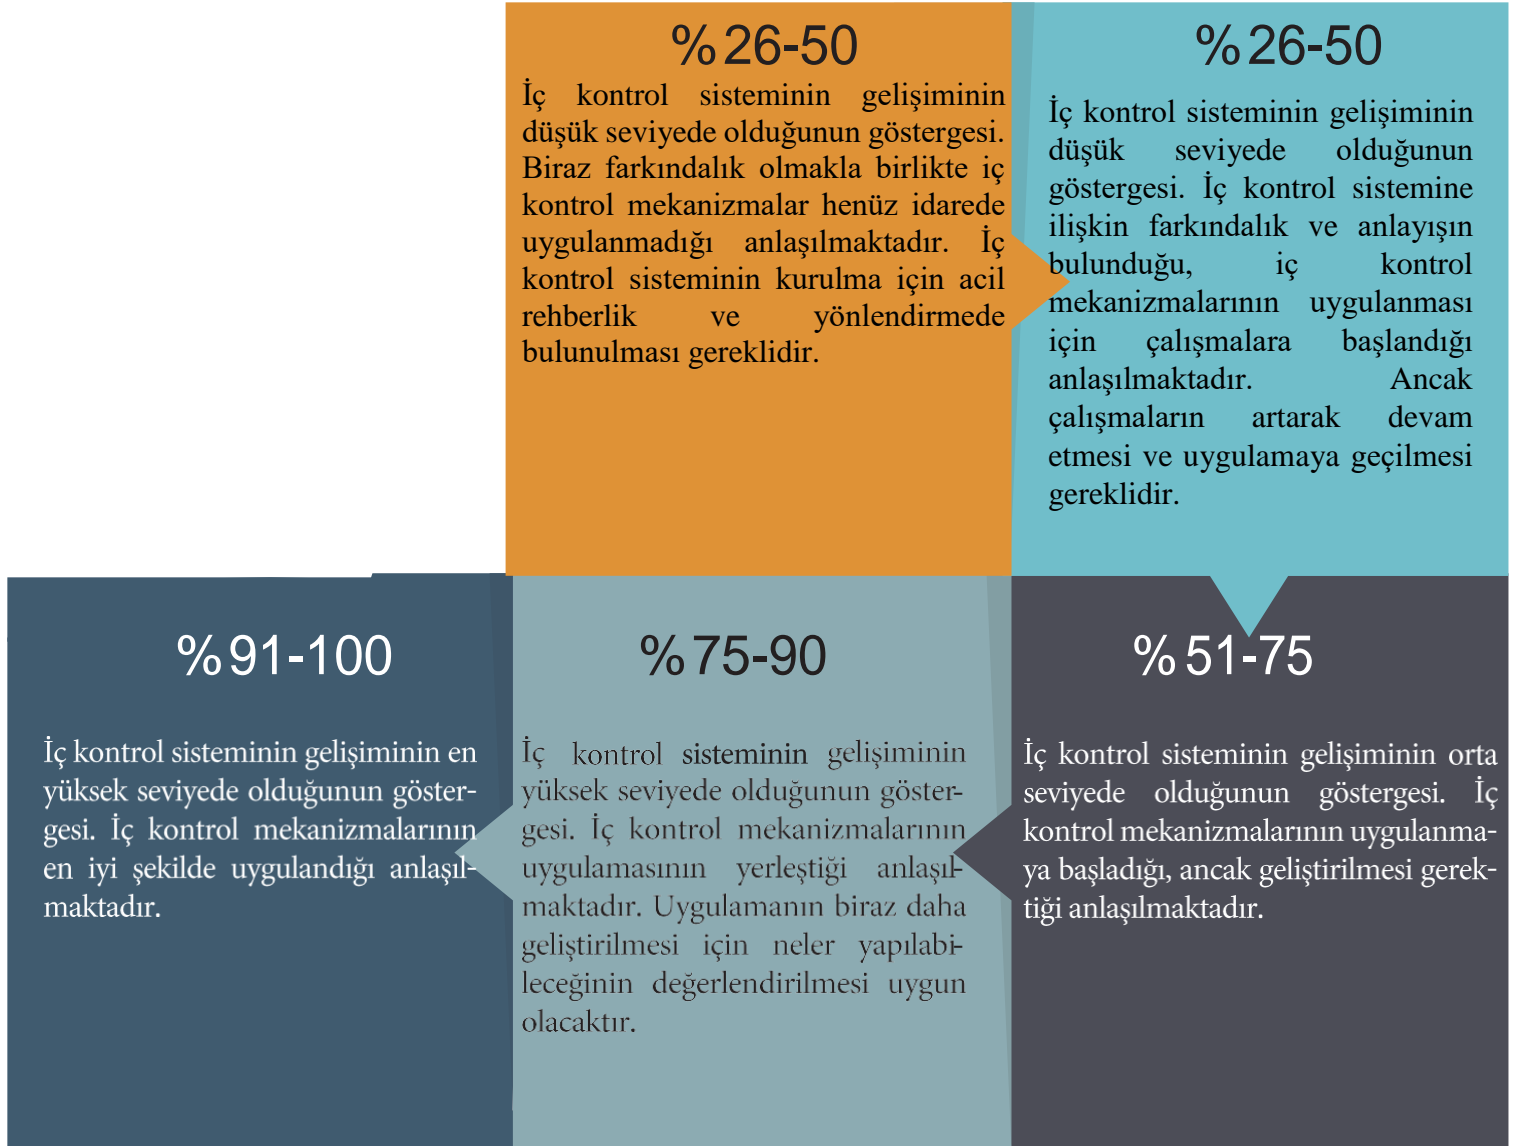 %26-50
İç kontrol sisteminin gelişiminin
düşük seviyede olduğunun göstergesi.
Biraz farkındalık olmakla birlikte iç
kontrol mekanizmalar henüz idarede
uygulanmadığı anlaşılmaktadır. İç
kontrol sisteminin kurulma için acil
rehberlik ve yönlendirmede
bulunulması gereklidir.
%26-50
İç kontrol sisteminin gelişiminin
düşük seviyede olduğunun
göstergesi. İç kontrol sistemine
ilişkin farkındalık ve anlayışın
bulunduğu, iç kontrol
mekanizmalarının uygulanması
için çalışmalara başlandığı
anlaşılmaktadır. Ancak
çalışmaların artarak devam
etmesi ve uygulamaya geçilmesi
gereklidir.
%51-75
İç kontrol sisteminin gelişiminin orta
seviyede olduğunun göstergesi. İç
kontrol mekanizmalarının uygulanma-
ya başladığı, ancak geliştirilmesi gerek-
tiği anlaşılmaktadır.
%75-90
İç kontrol sisteminin gelişiminin
yüksek seviyede olduğunun göster-
gesi. İç kontrol mekanizmalarının
uygulamasının yerleştiği anlaşıl-
maktadır. Uygulamanın biraz daha
geliştirilmesi için neler yapılabi-
leceğinin değerlendirilmesi uygun
olacaktır.
%91-100
İç kontrol sisteminin gelişiminin en
yüksek seviyede olduğunun göster-
gesi. İç kontrol mekanizmalarının
en iyi şekilde uygulandığı anlaşıl-
maktadır.